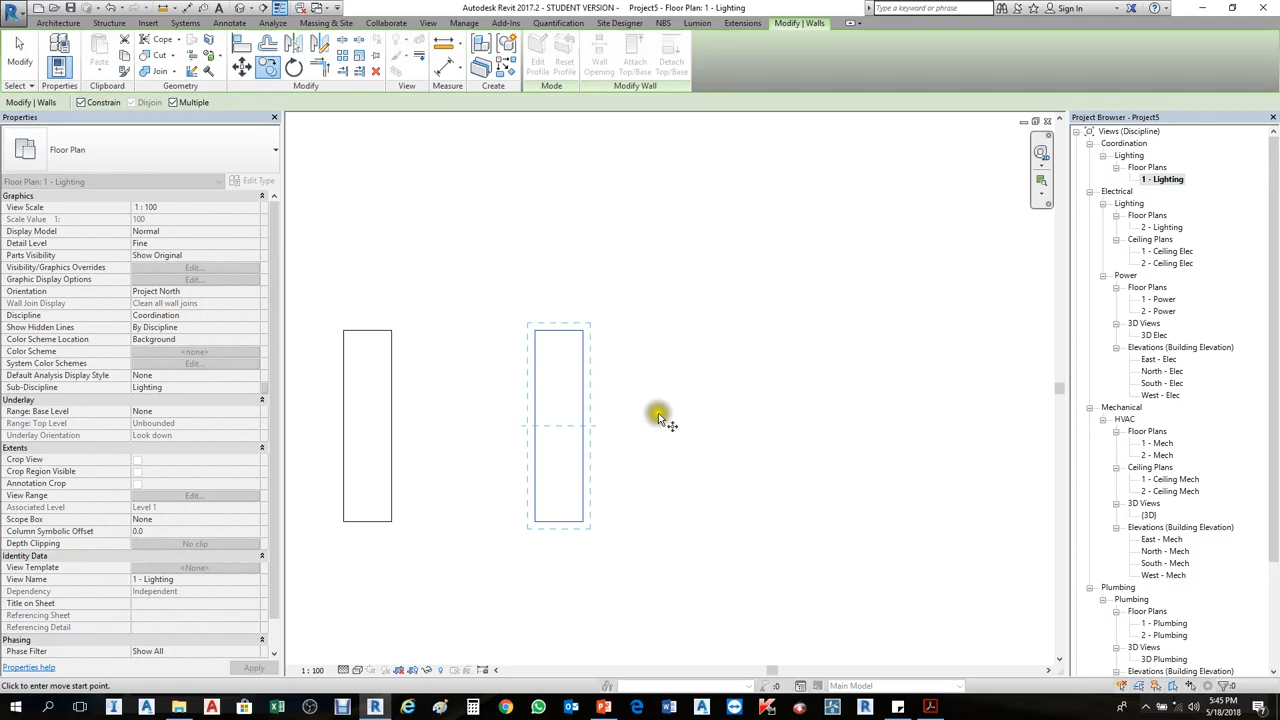 Autodesk Revit 2017.2 - STUDENT VERSION - Project5 - Floor Plan: 1 - Lighting
Type a keyword or phrase
Sign In
Architecture Structure Insert Systems Annotate Analyze Massing & Site Collaborate View Manage Add-Ins Quantification Site Designer NBS Lumion Extensions Modify | Walls
Modify
Paste
Cope
Cut
Join
Edit Profile
Reset Profile
Wall Opening
Attach Top/Base
Detach Top/Base
Select Properties Clipboard Geometry Modify View Measure Create Mode Modify Wall
Modify | Walls Constrain Disjoin Multiple
Properties
Floor Plan
Floor Plan: 1 - Lighting Edit Type
Graphics
View Scale 1 : 100
Scale Value 1: 100
Display Model Normal
Detail Level Fine
Parts Visibility Show Original
Visibility/Graphics Overrides Edit...
Graphic Display Options Edit...
Orientation Project North
Wall Join Display Clean all wall joins
Discipline Coordination
Show Hidden Lines By Discipline
Color Scheme Location Background
Color Scheme <none>
System Color Schemes Edit...
Default Analysis Display Style None
Sub-Discipline Lighting
Underlay
Range: Base Level None
Range: Top Level Unbounded
Underlay Orientation Look down
Extents
Crop View
Crop Region Visible
Annotation Crop
View Range Edit...
Associated Level Level 1
Scope Box None
Column Symbolic Offset 0.0
Depth Clipping No clip
Identity Data
View Template <None>
View Name 1 - Lighting
Dependency Independent
Title on Sheet
Referencing Sheet
Referencing Detail
Phasing
Phase Filter Show All
Properties help Apply
1 : 100
Project Browser - Project5
Views (Discipline)
Coordination
Lighting
Floor Plans
1 - Lighting
Electrical
Lighting
Floor Plans
2 - Lighting
Ceiling Plans
1 - Ceiling Elec
2 - Ceiling Elec
Power
Floor Plans
1 - Power
2 - Power
3D Views
3D Elec
Elevations (Building Elevation)
East - Elec
North - Elec
South - Elec
West - Elec
Mechanical
HVAC
Floor Plans
1 - Mech
2 - Mech
Ceiling Plans
1 - Ceiling Mech
2 - Ceiling Mech
3D Views
{3D}
Elevations (Building Elevation)
East - Mech
North - Mech
South - Mech
West - Mech
Plumbing
Plumbing
Floor Plans
1 - Plumbing
2 - Plumbing
3D Views
3D Plumbing
Elevations (Building Elevation)
Click to enter move start point.
:0
Main Model
:0
5:45 PM
5/18/2018